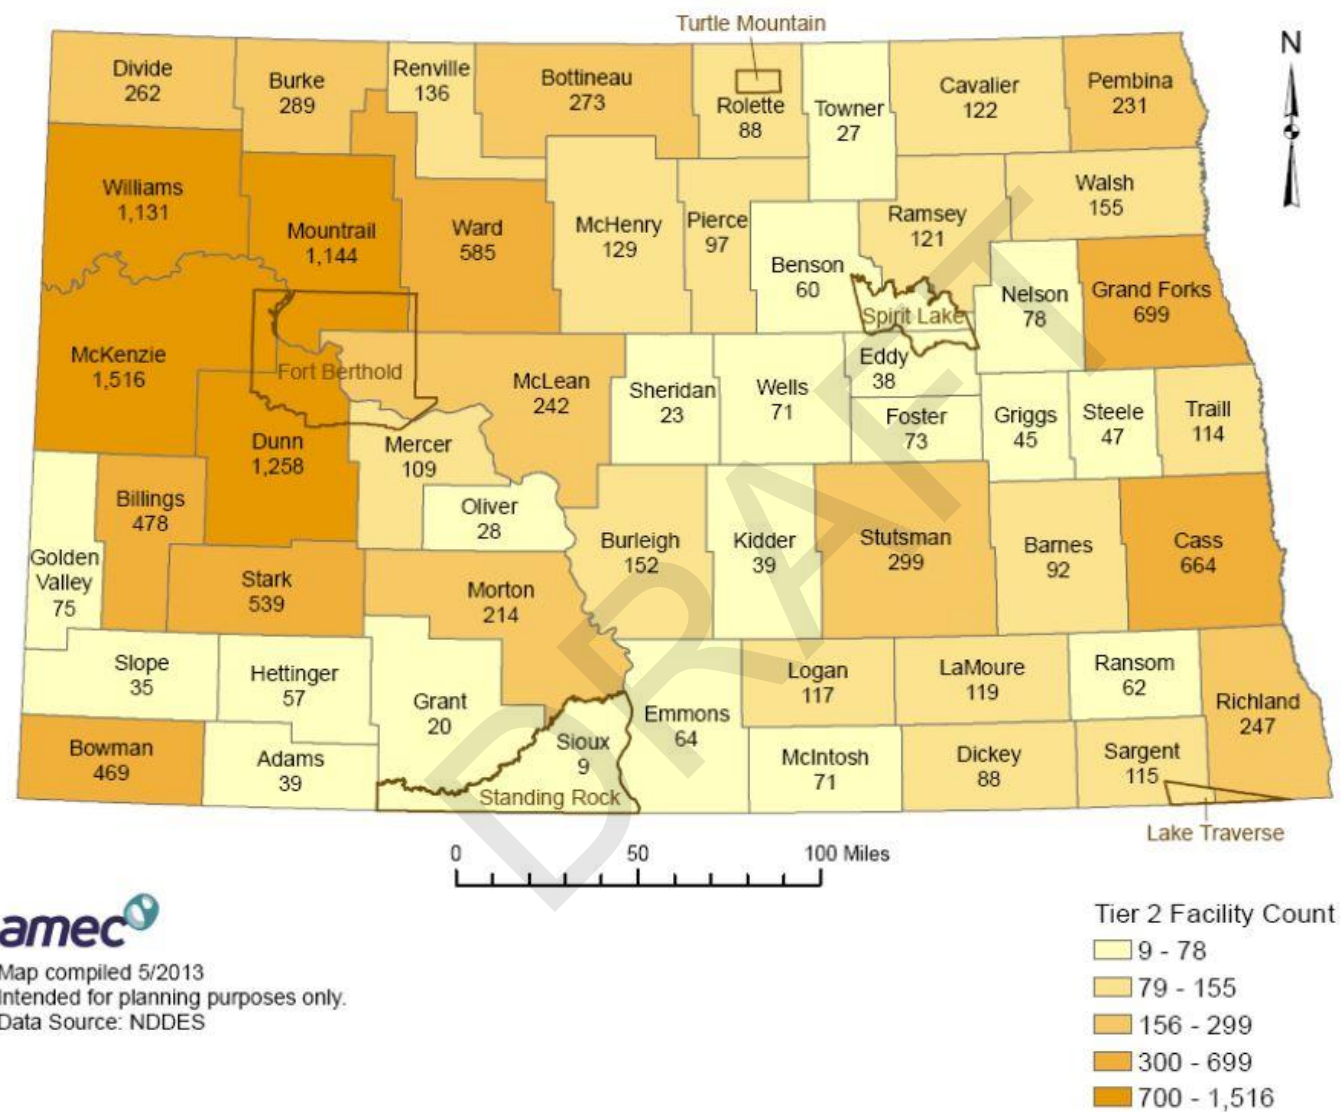 Turtle Mountain
N
Divide
262
Burke
289
Renville
136
Bottineau
273
Rolette
88
Towner
27
Cavalier
122
Pembina
231
Williams
1,131
Mountrail
1,144
Ward
585
McHenry
129
Pierce
97
Benson
60
Ramsey
121
Walsh
155
Spirit Lake
Nelson
78
Grand Forks
699
McKenzie
1,516
Fort Berthold
McLean
242
Sheridan
23
Wells
71
Eddy
38
Foster
73
Griggs
45
Steele
47
Traill
114
Dunn
1,258
Mercer
109
Oliver
28
Billings
478
Golden
Valley
75
Stark
539
Morton
214
Burleigh
152
Kidder
39
Stutsman
299
Barnes
92
Cass
664
Slope
35
Hettinger
57
Grant
20
Sioux
9
Standing Rock
Emmons
64
Logan
117
LaMoure
119
Ransom
62
Richland
247
Bowman
469
Adams
39
McIntosh
71
Dickey
88
Sargent
115
Lake Traverse
DRAFT
0 50 100 Miles
amec
Map compiled 5/2013
Intended for planning purposes only.
Data Source: NDDES
Tier 2 Facility Count
9 - 78
79 - 155
156 - 299
300 - 699
700 - 1,516